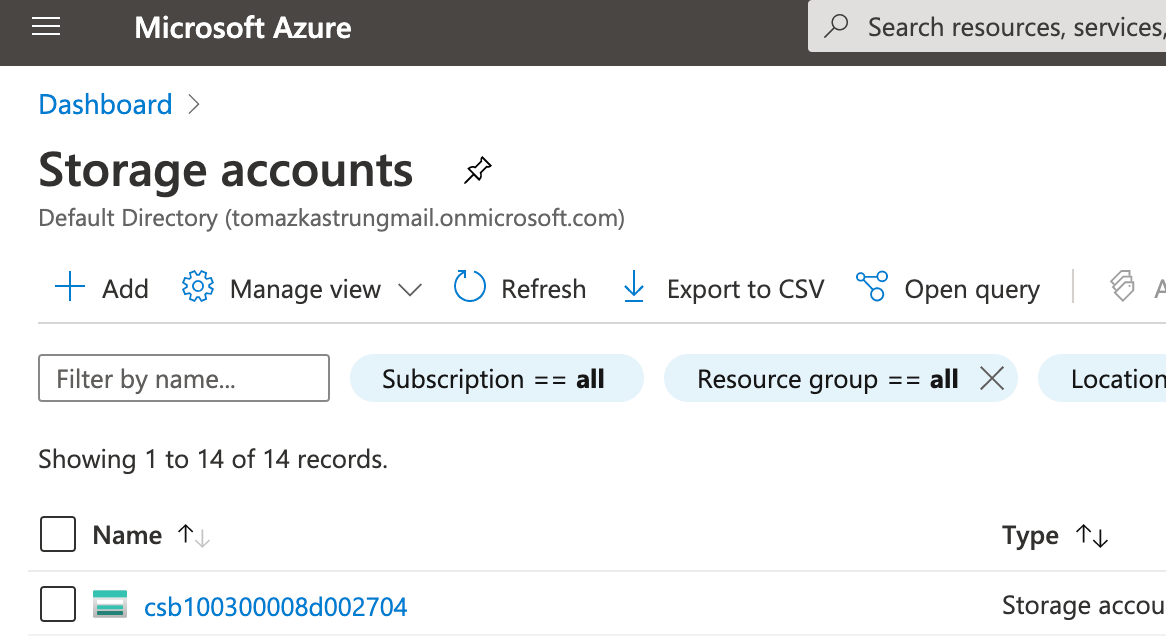 Microsoft Azure
Search resources, services,
Dashboard
Storage accounts
Default Directory (tomazkastrungmail.onmicrosoft.com)
Add Manage view Refresh Export to CSV Open query A
Filter by name... Subscription == all Resource group == all Location
Showing 1 to 14 of 14 records.
Name Type
csb100300008d002704 Storage accou